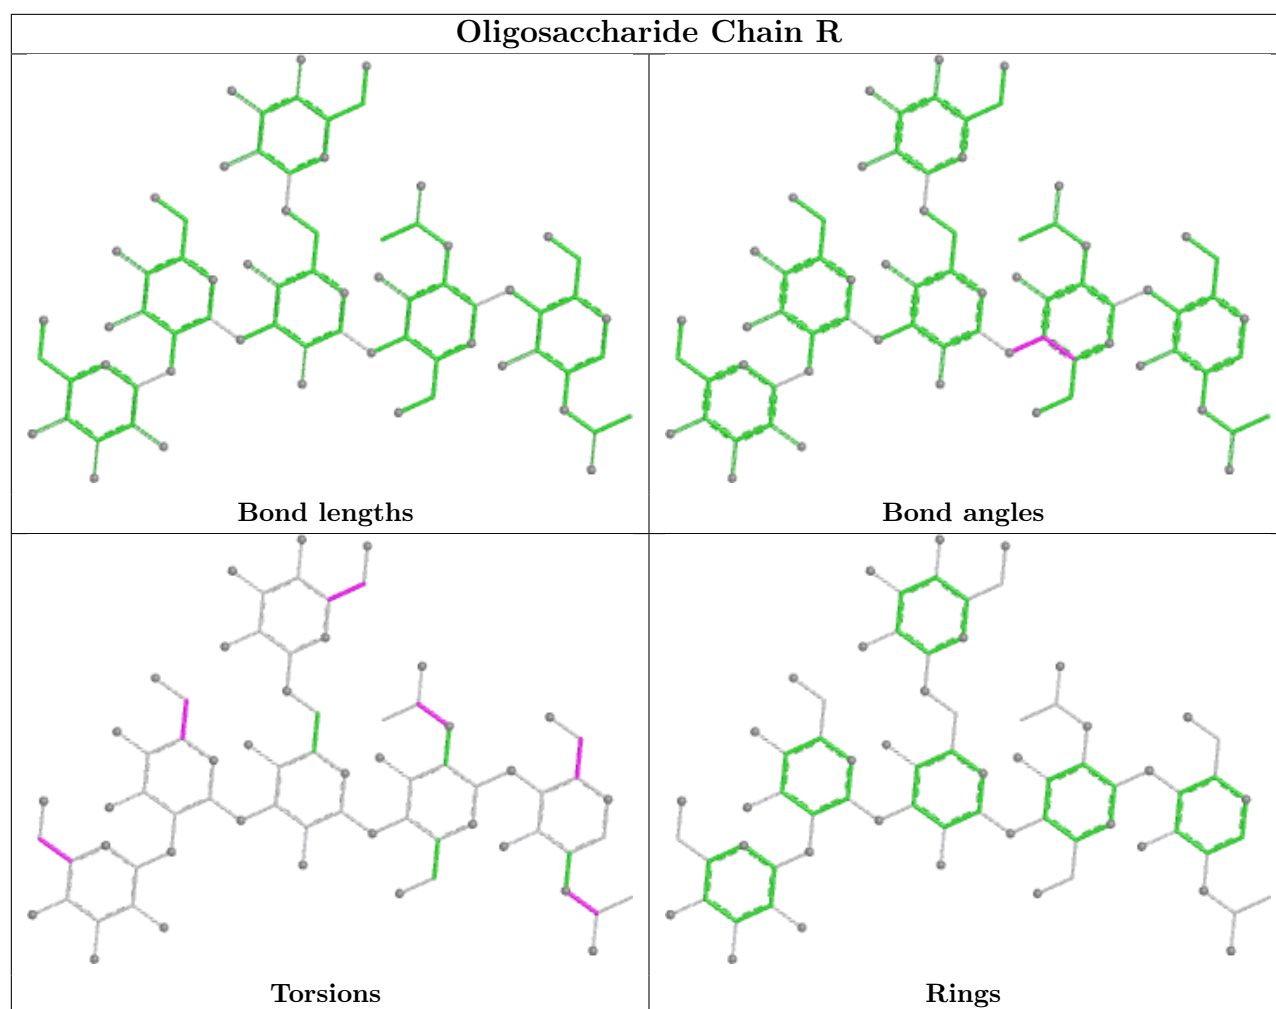 Oligosaccharide Chain R
Bond lengths
Bond angles
Torsions
Rings